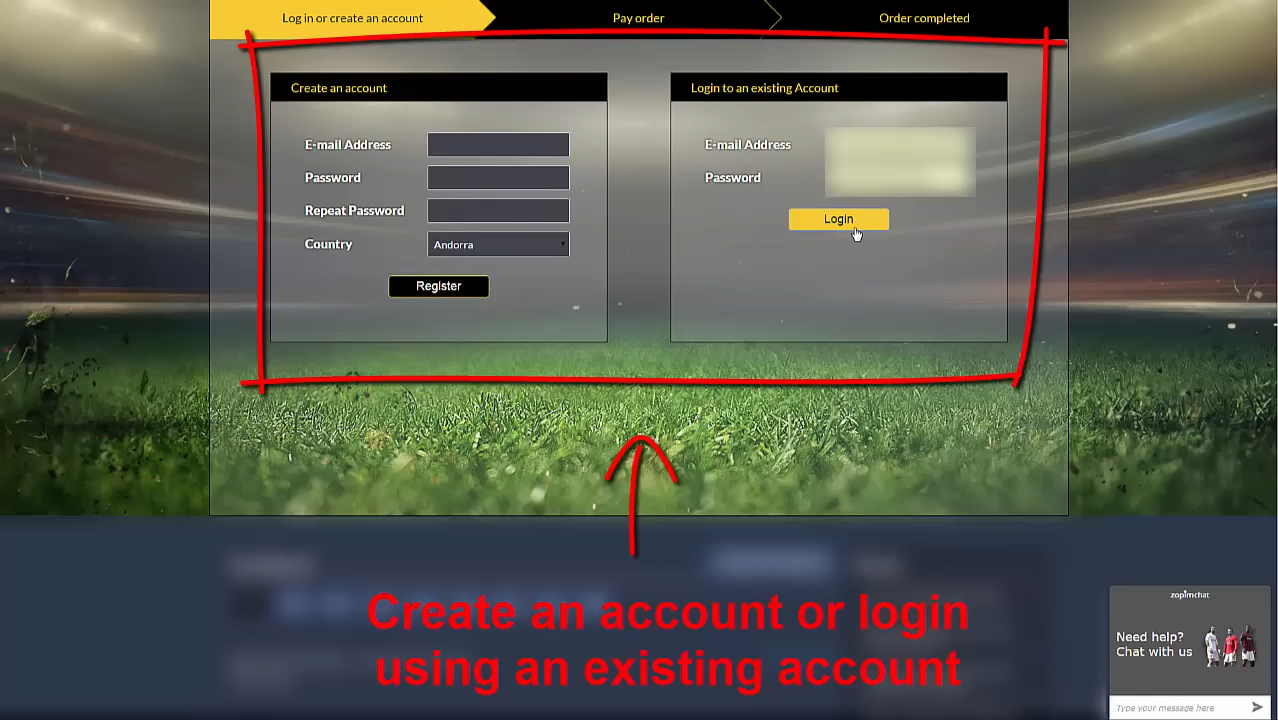 Log in or create an account
Pay order
Order completed
Create an account
E-mail Address
Password
Repeat Password
Country
Andorra
Register
Login to an existing Account
E-mail Address
Password
Login
Create an account or login
using an existing account
zopim chat
Need help?
Chat with us
Type your message here